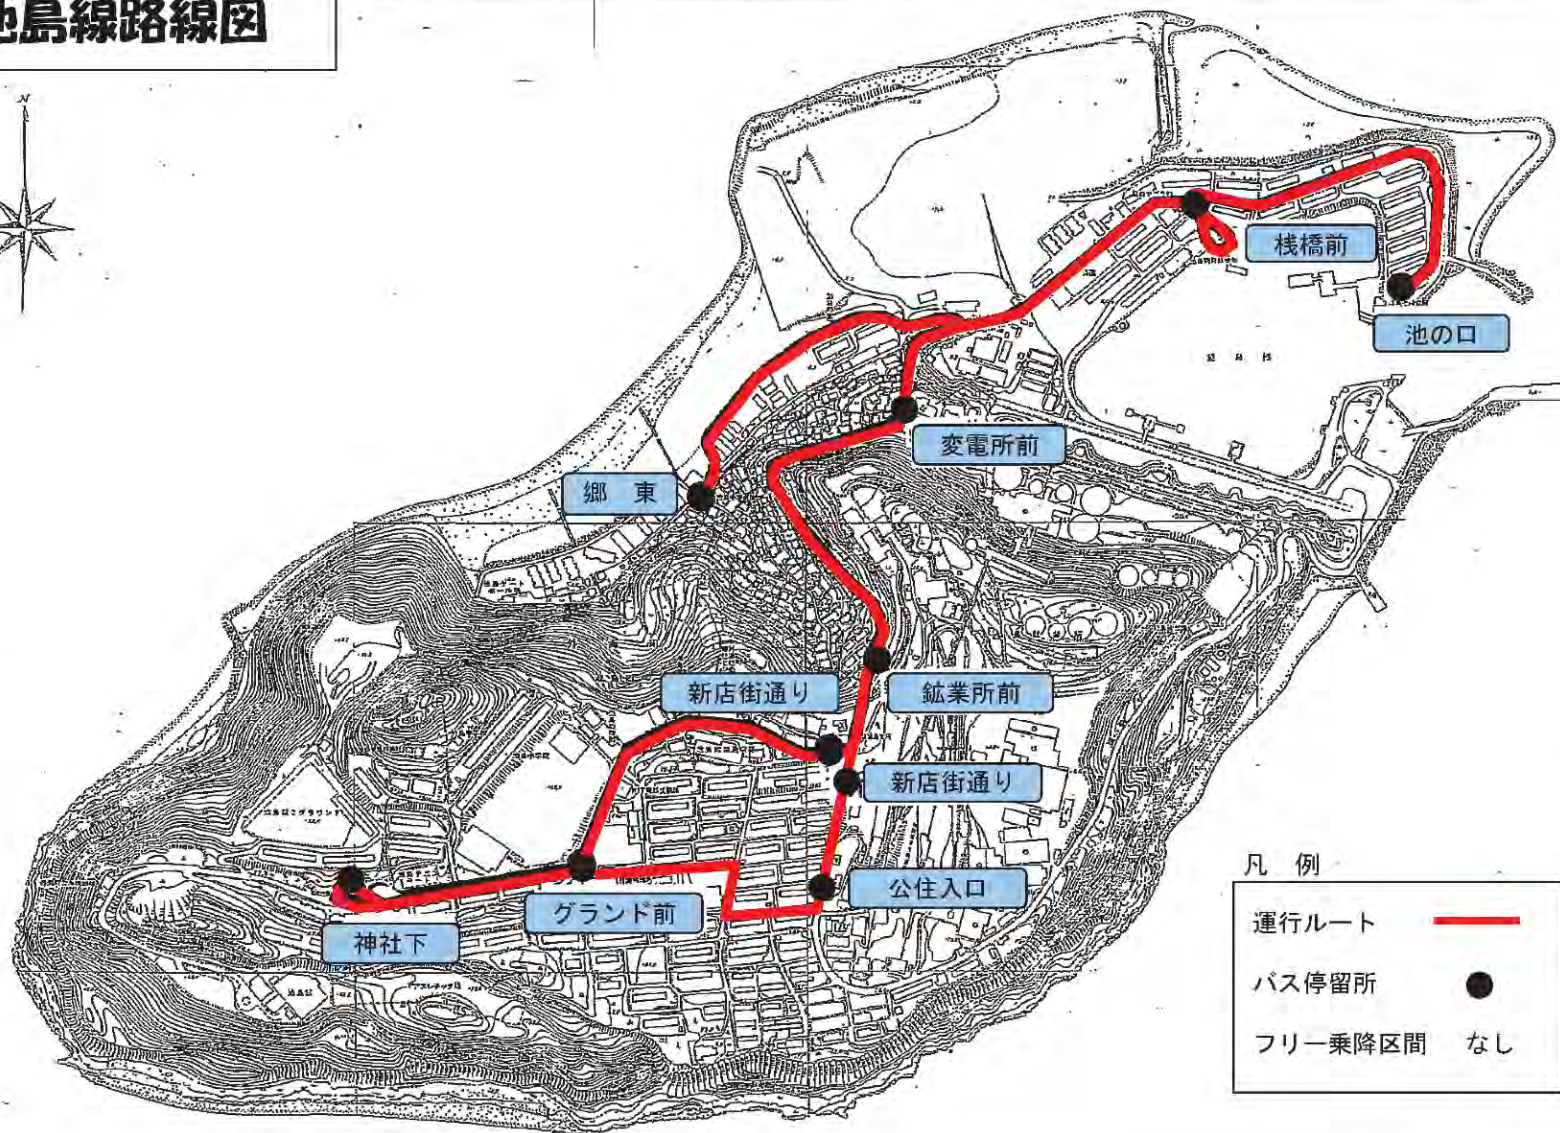 島線路線図
N
桟橋前
池の口
変電所前
郷 東
新店街通り
鉱業所前
新店街通り
公住入口
グランド前
神社下
凡 例
運行ルート
バス停留所
フリー乗降区間 なし